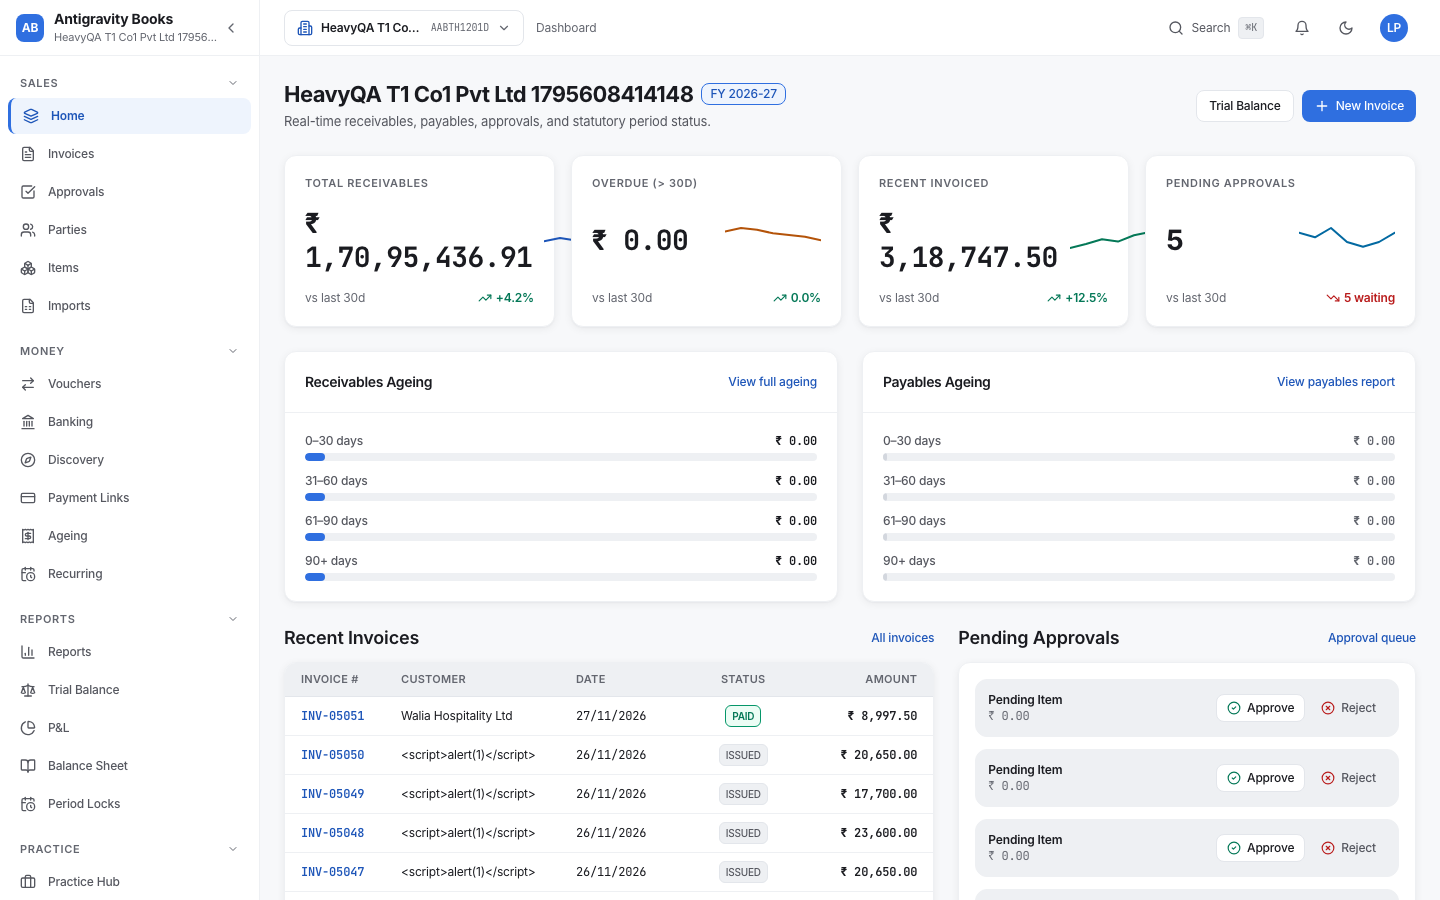 AB
Antigravity Books
HeavyQA T1 Co1 Pvt Ltd 17956...
HeavyQA T1 Co... AABTH1201D
Dashboard
Search ⌘K
LP
SALES
Home
Invoices
Approvals
Parties
Items
Imports
MONEY
Vouchers
Banking
Discovery
Payment Links
Ageing
Recurring
REPORTS
Reports
Trial Balance
P&L
Balance Sheet
Period Locks
PRACTICE
Practice Hub
HeavyQA T1 Co1 Pvt Ltd 1795608414148 FY 2026-27
Real-time receivables, payables, approvals, and statutory period status.
Trial Balance
New Invoice
TOTAL RECEIVABLES
₹
1,70,95,436.91
vs last 30d +4.2%
OVERDUE (> 30D)
₹ 0.00
vs last 30d 0.0%
RECENT INVOICED
₹
3,18,747.50
vs last 30d +12.5%
PENDING APPROVALS
5
vs last 30d 5 waiting
Receivables Ageing View full ageing
0–30 days ₹ 0.00
31–60 days ₹ 0.00
61–90 days ₹ 0.00
90+ days ₹ 0.00
Payables Ageing View payables report
0–30 days ₹ 0.00
31–60 days ₹ 0.00
61–90 days ₹ 0.00
90+ days ₹ 0.00
Recent Invoices All invoices
INVOICE # CUSTOMER DATE STATUS AMOUNT
INV-05051 Walia Hospitality Ltd 27/11/2026 PAID ₹ 8,997.50
INV-05050 <script>alert(1)</script> 26/11/2026 ISSUED ₹ 20,650.00
INV-05049 <script>alert(1)</script> 26/11/2026 ISSUED ₹ 17,700.00
INV-05048 <script>alert(1)</script> 26/11/2026 ISSUED ₹ 23,600.00
INV-05047 <script>alert(1)</script> 26/11/2026 ISSUED ₹ 20,650.00
Pending Approvals Approval queue
Pending Item
₹ 0.00
Approve Reject
Pending Item
₹ 0.00
Approve Reject
Pending Item
₹ 0.00
Approve Reject